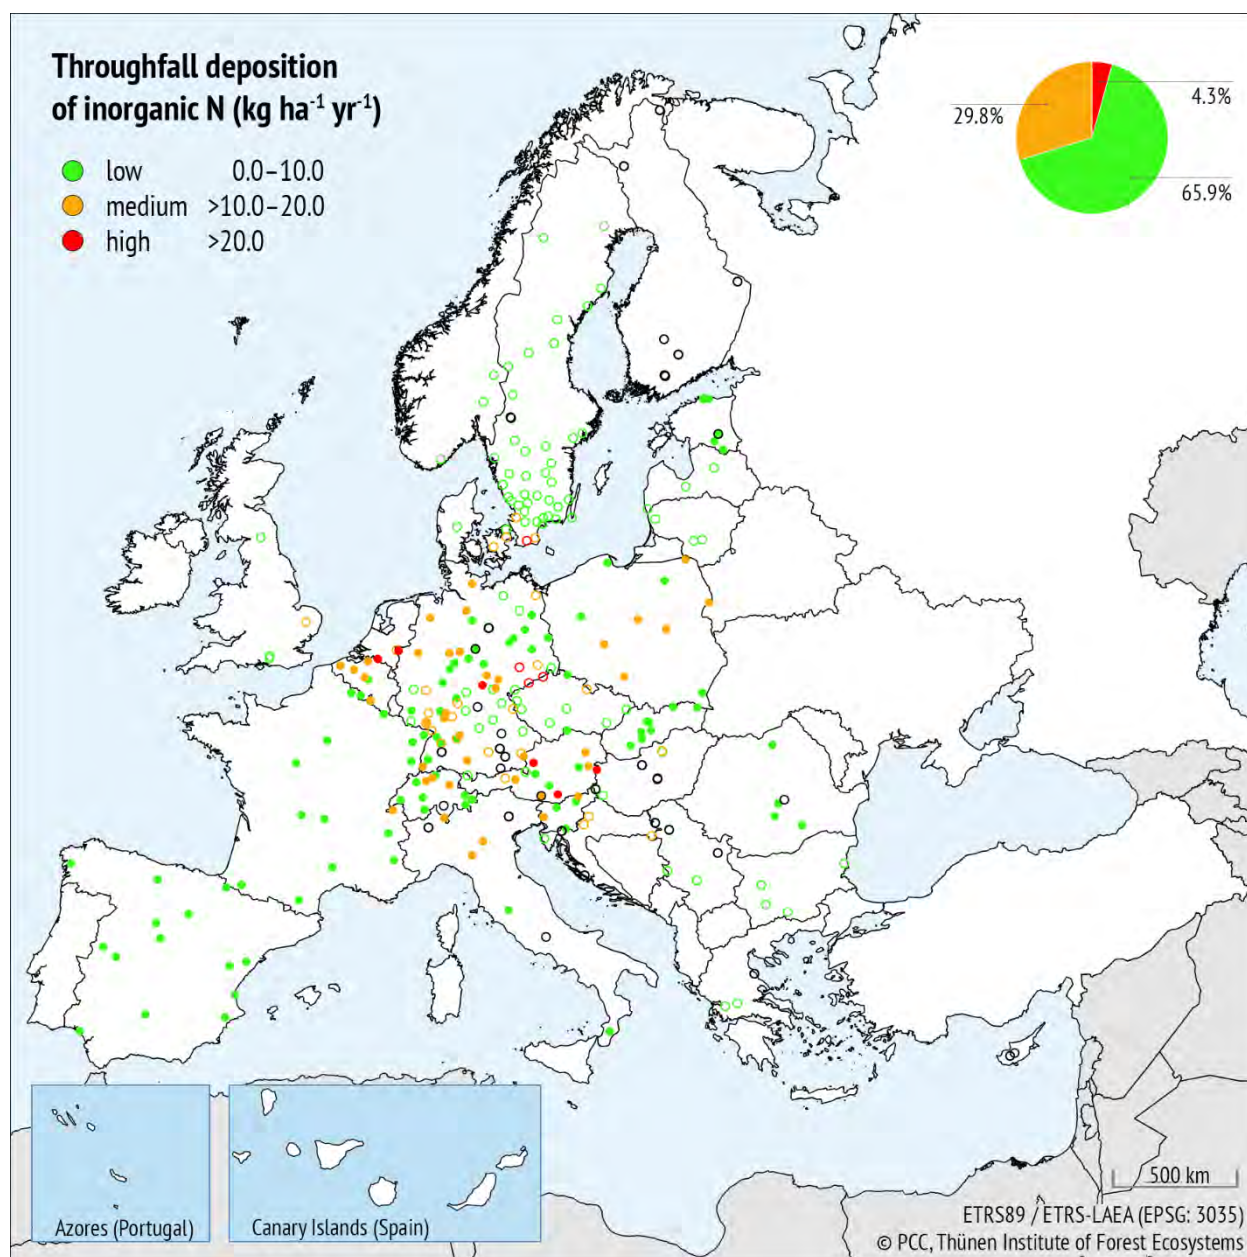 Throughfall deposition
of inorganic N (kg ha⁻¹ yr⁻¹)
low 0.0–10.0
medium >10.0–20.0
high >20.0
4.3%
29.8%
65.9%
500 km
Azores (Portugal)
Canary Islands (Spain)
ETRS89 / ETRS-LAEA (EPSG: 3035)
© PCC, Thünen Institute of Forest Ecosystems